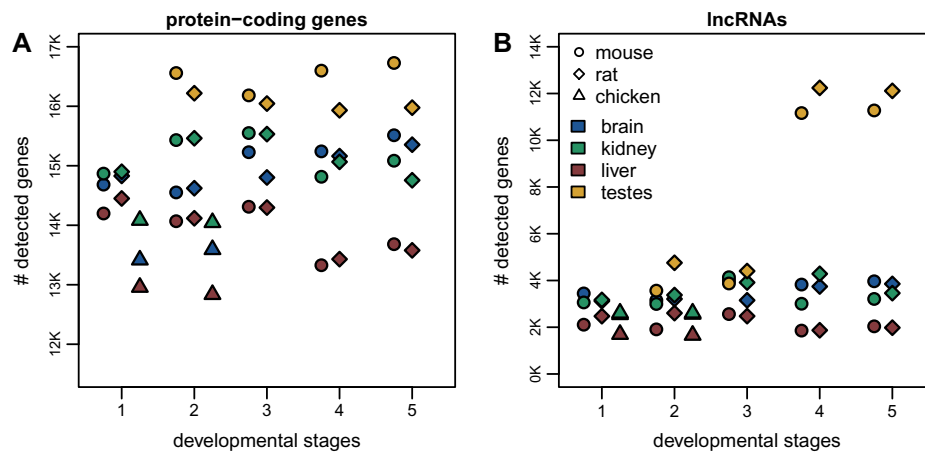 A
protein−coding genes
# detected genes
17K
16K
15K
14K
13K
12K
1 2 3 4 5
developmental stages
B
lncRNAs
# detected genes
14K
12K
10K
8K
6K
4K
2K
0K
mouse
rat
chicken
brain
kidney
liver
testes
1 2 3 4 5
developmental stages